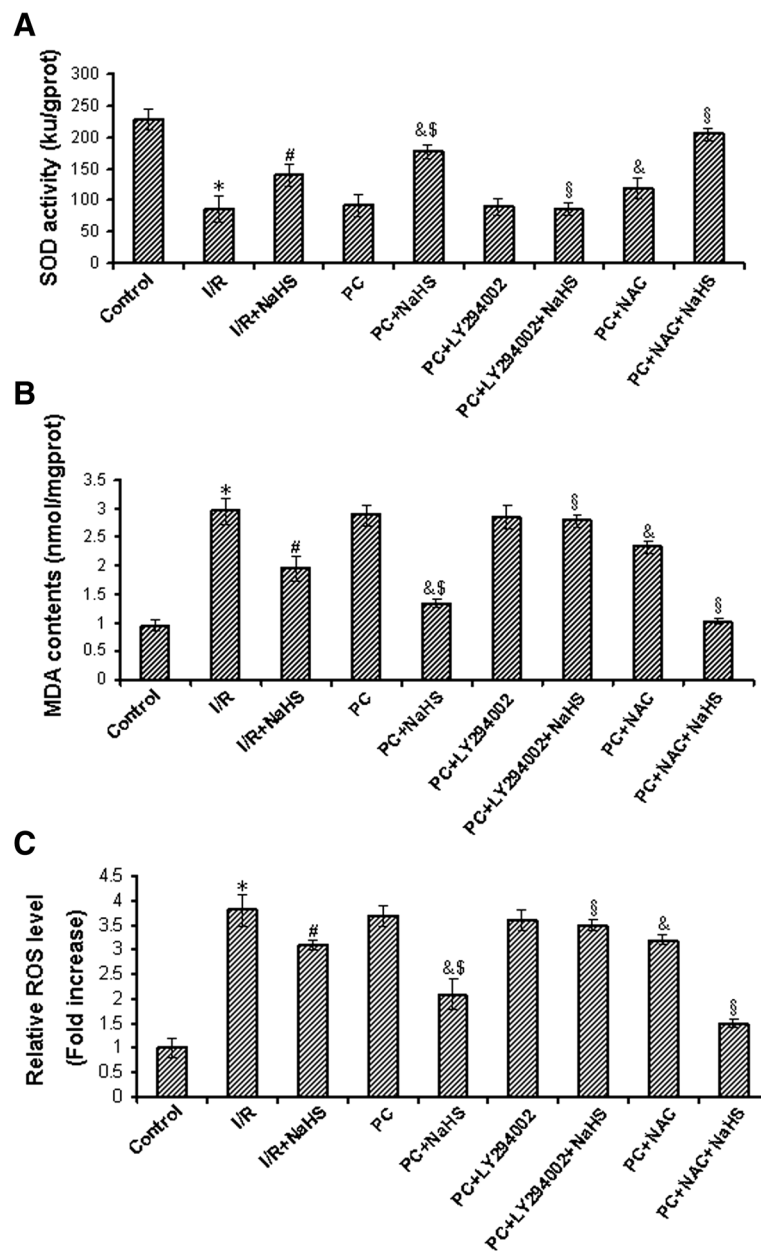 A
SOD activity (ku/gprot)
300
250
200
150
100
50
0
*
#
&$
§
&
§
Control
I/R
I/R+NaHS
PC
PC+NaHS
PC+LY294002
PC+LY294002+NaHS
PC+NAC
PC+NAC+NaHS
B
MDA contents (nmol/mgprot)
3.5
3
2.5
2
1.5
1
0.5
0
*
#
&$
§
&
§
Control
I/R
I/R+NaHS
PC
PC+NaHS
PC+LY294002
PC+LY294002+NaHS
PC+NAC
PC+NAC+NaHS
C
Relative ROS level
(Fold increase)
4.5
4
3.5
3
2.5
2
1.5
1
0.5
0
*
#
&$
§
&
§
Control
I/R
I/R+NaHS
PC
PC+NaHS
PC+LY294002
PC+LY294002+NaHS
PC+NAC
PC+NAC+NaHS